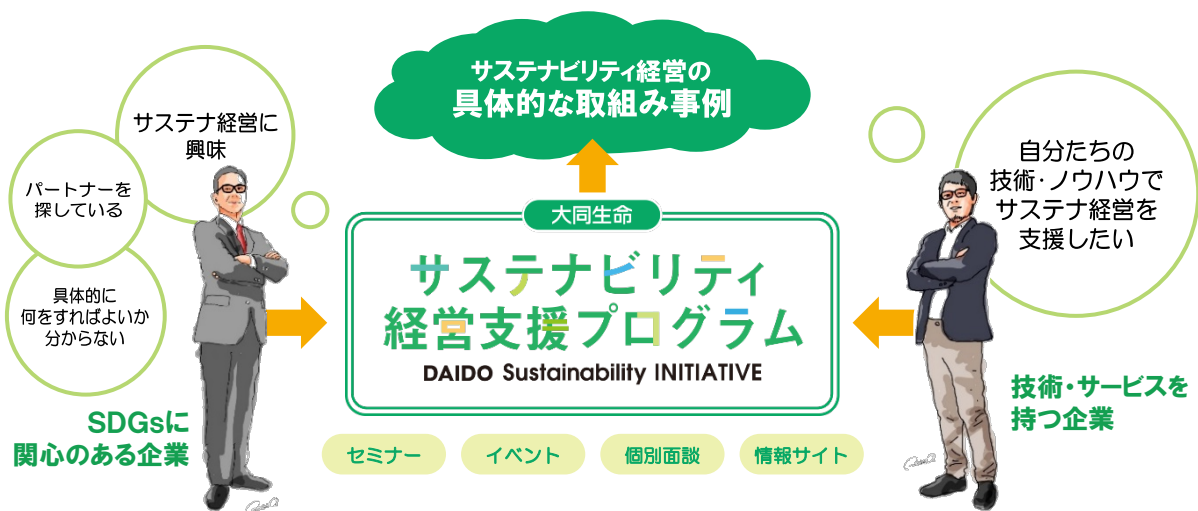 サステナビリティ経営の
具体的な取組み事例
サステナ経営に
興味
パートナーを
探している
具体的に
何をすればよいか
分からない
SDGsに
関心のある企業
大同生命
サステナビリティ
経営支援プログラム
DAIDO Sustainability INITIATIVE
セミナー
イベント
個別面談
情報サイト
自分たちの
技術・ノウハウで
サステナ経営を
支援したい
技術・サービスを
持つ企業